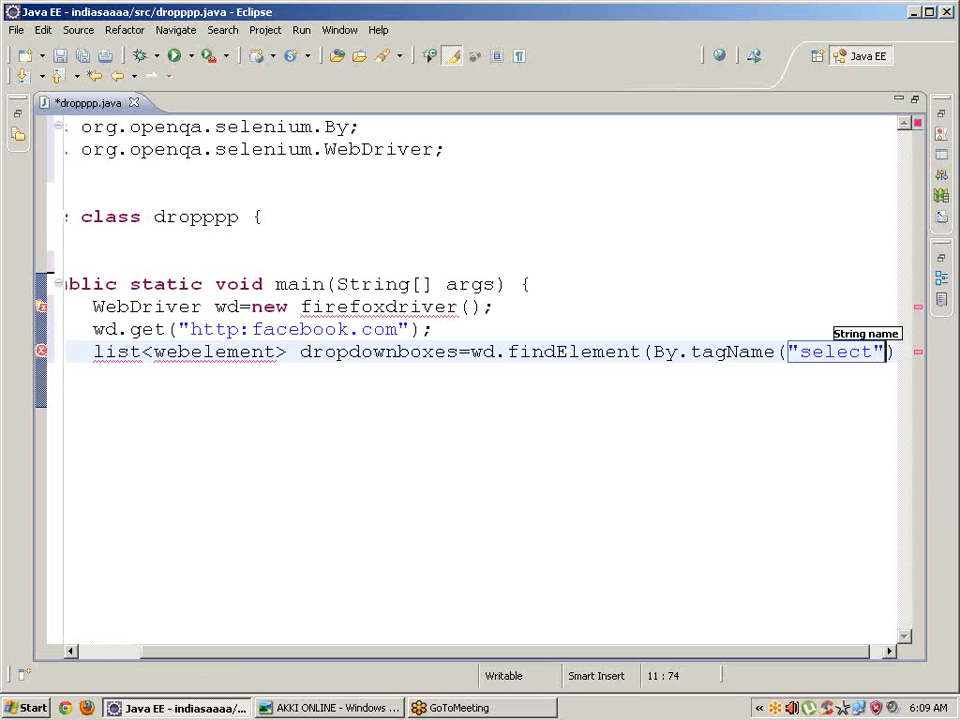 Java EE - indiasaaaa/src/dropppp.java - Eclipse
File Edit Source Refactor Navigate Search Project Run Window Help
Java EE
*dropppp.java
org.openqa.selenium.By;
. org.openqa.selenium.WebDriver;
class dropppp {
blic static void main(String[] args) {
WebDriver wd=new firefoxdriver();
wd.get("http:facebook.com");
String name
list<webelement> dropdownboxes=wd.findElement(By.tagName("select")
Writable Smart Insert 11 : 74
Start Java EE - indiasaaaa/... AKKI ONLINE - Windows ... GoToMeeting « 6:09 AM